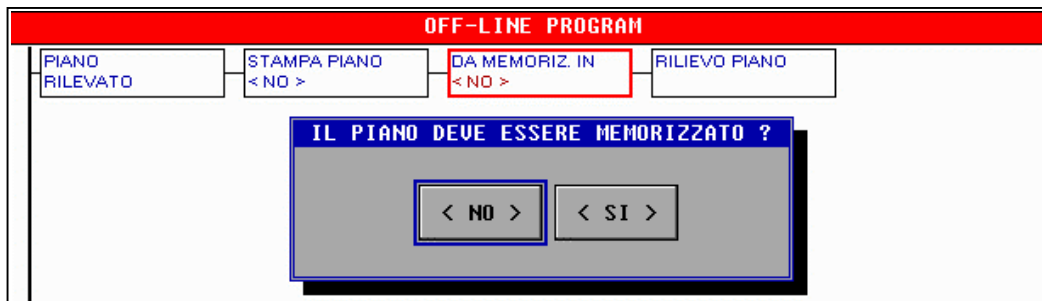 OFF-LINE PROGRAM
PIANO
RILEVATO
STAMPA PIANO
< NO >
DA MEMORIZ. IN
< NO >
RILIEVO PIANO
IL PIANO DEVE ESSERE MEMORIZZATO ?
< NO >
< SI >